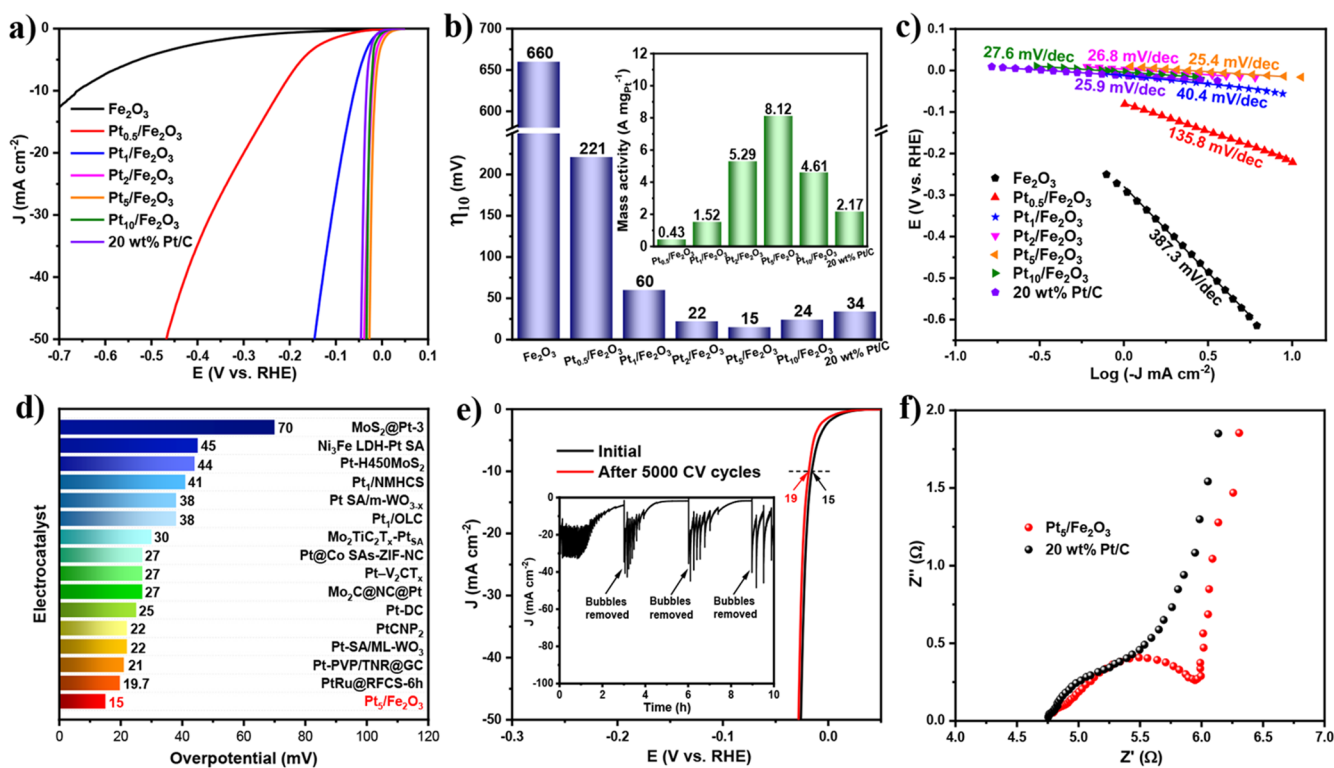 a)
0
-10
-20
-30
-40
-50
J (mA cm⁻²)
Fe₂O₃
Pt₀.₅/Fe₂O₃
Pt₁/Fe₂O₃
Pt₂/Fe₂O₃
Pt₅/Fe₂O₃
Pt₁₀/Fe₂O₃
20 wt% Pt/C
-0.7 -0.6 -0.5 -0.4 -0.3 -0.2 -0.1 0.0 0.1
E (V vs. RHE)
b)
700
650
600
250
200
150
100
50
0
η₁₀ (mV)
660
221
60
22
15
24
34
Fe₂O₃ Pt₀.₅/Fe₂O₃ Pt₁/Fe₂O₃ Pt₂/Fe₂O₃ Pt₅/Fe₂O₃ Pt₁₀/Fe₂O₃ 20 wt% Pt/C
12
10
8
6
4
2
0
Mass activity (A mgPt⁻¹)
0.43
1.52
5.29
8.12
4.61
2.17
Pt₀.₅/Fe₂O₃ Pt₁/Fe₂O₃ Pt₂/Fe₂O₃ Pt₅/Fe₂O₃ Pt₁₀/Fe₂O₃ 20 wt% Pt/C
c)
0.1
0.0
-0.1
-0.2
-0.3
-0.4
-0.5
-0.6
E (V vs. RHE)
27.6 mV/dec
26.8 mV/dec
25.4 mV/dec
25.9 mV/dec
40.4 mV/dec
135.8 mV/dec
387.3 mV/dec
Fe₂O₃
Pt₀.₅/Fe₂O₃
Pt₁/Fe₂O₃
Pt₂/Fe₂O₃
Pt₅/Fe₂O₃
Pt₁₀/Fe₂O₃
20 wt% Pt/C
-1.0 -0.5 0.0 0.5 1.0
Log (-J mA cm⁻²)
d)
Electrocatalyst
70 MoS₂@Pt-3
45 Ni₃Fe LDH-Pt SA
44 Pt-H450MoS₂
41 Pt₁/NMHCS
38 Pt SA/m-WO₃₋ₓ
38 Pt₁/OLC
30 Mo₂TiC₂Tₓ-PtSA
27 Pt@Co SAs-ZIF-NC
27 Pt–V₂CTₓ
27 Mo₂C@NC@Pt
25 Pt-DC
22 PtCNP₂
22 Pt-SA/ML-WO₃
21 Pt-PVP/TNR@GC
19.7 PtRu@RFCS-6h
15 Pt₅/Fe₂O₃
0 20 40 60 80 100 120
Overpotential (mV)
e)
0
-10
-20
-30
-40
-50
J (mA cm⁻²)
Initial
After 5000 CV cycles
19
15
0
-20
-40
-60
-80
-100
J (mA cm⁻²)
Bubbles
removed
Bubbles
removed
Bubbles
removed
0 2 4 6 8 10
Time (h)
-0.3 -0.2 -0.1 0.0
E (V vs. RHE)
f)
2.0
1.5
1.0
0.5
0.0
Z'' (Ω)
Pt₅/Fe₂O₃
20 wt% Pt/C
4.0 4.5 5.0 5.5 6.0 6.5 7.0
Z' (Ω)